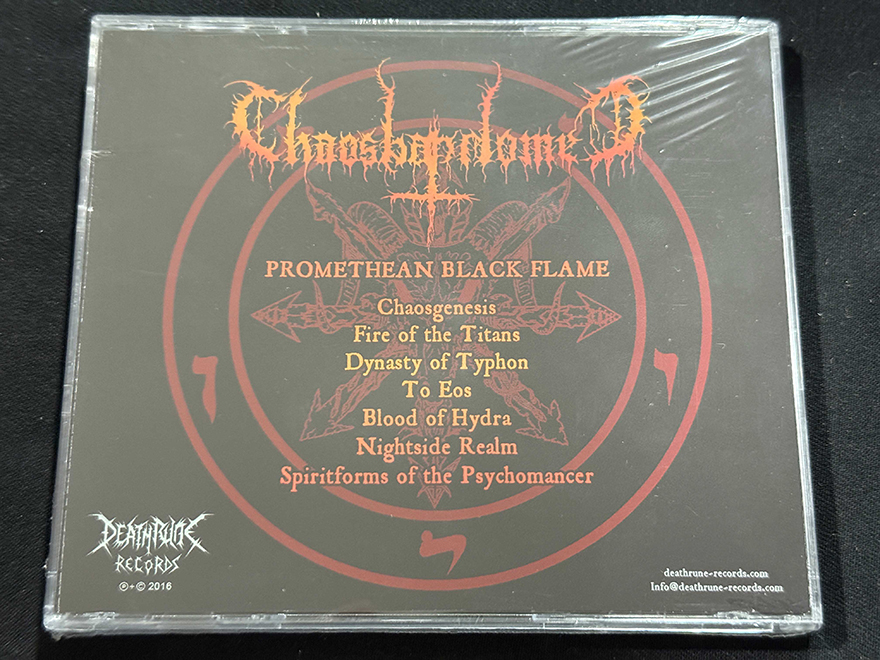 Chaosbaphomet
PROMETHEAN BLACK FLAME
Chaosgenesis
Fire of the Titans
Dynasty of Typhon
To Eos
Blood of Hydra
Nightside Realm
Spiritforms of the Psychomancer
DEATHRUNE
RECORDS
℗+© 2016
deathrune-records.com
Info@deathrune-records.com